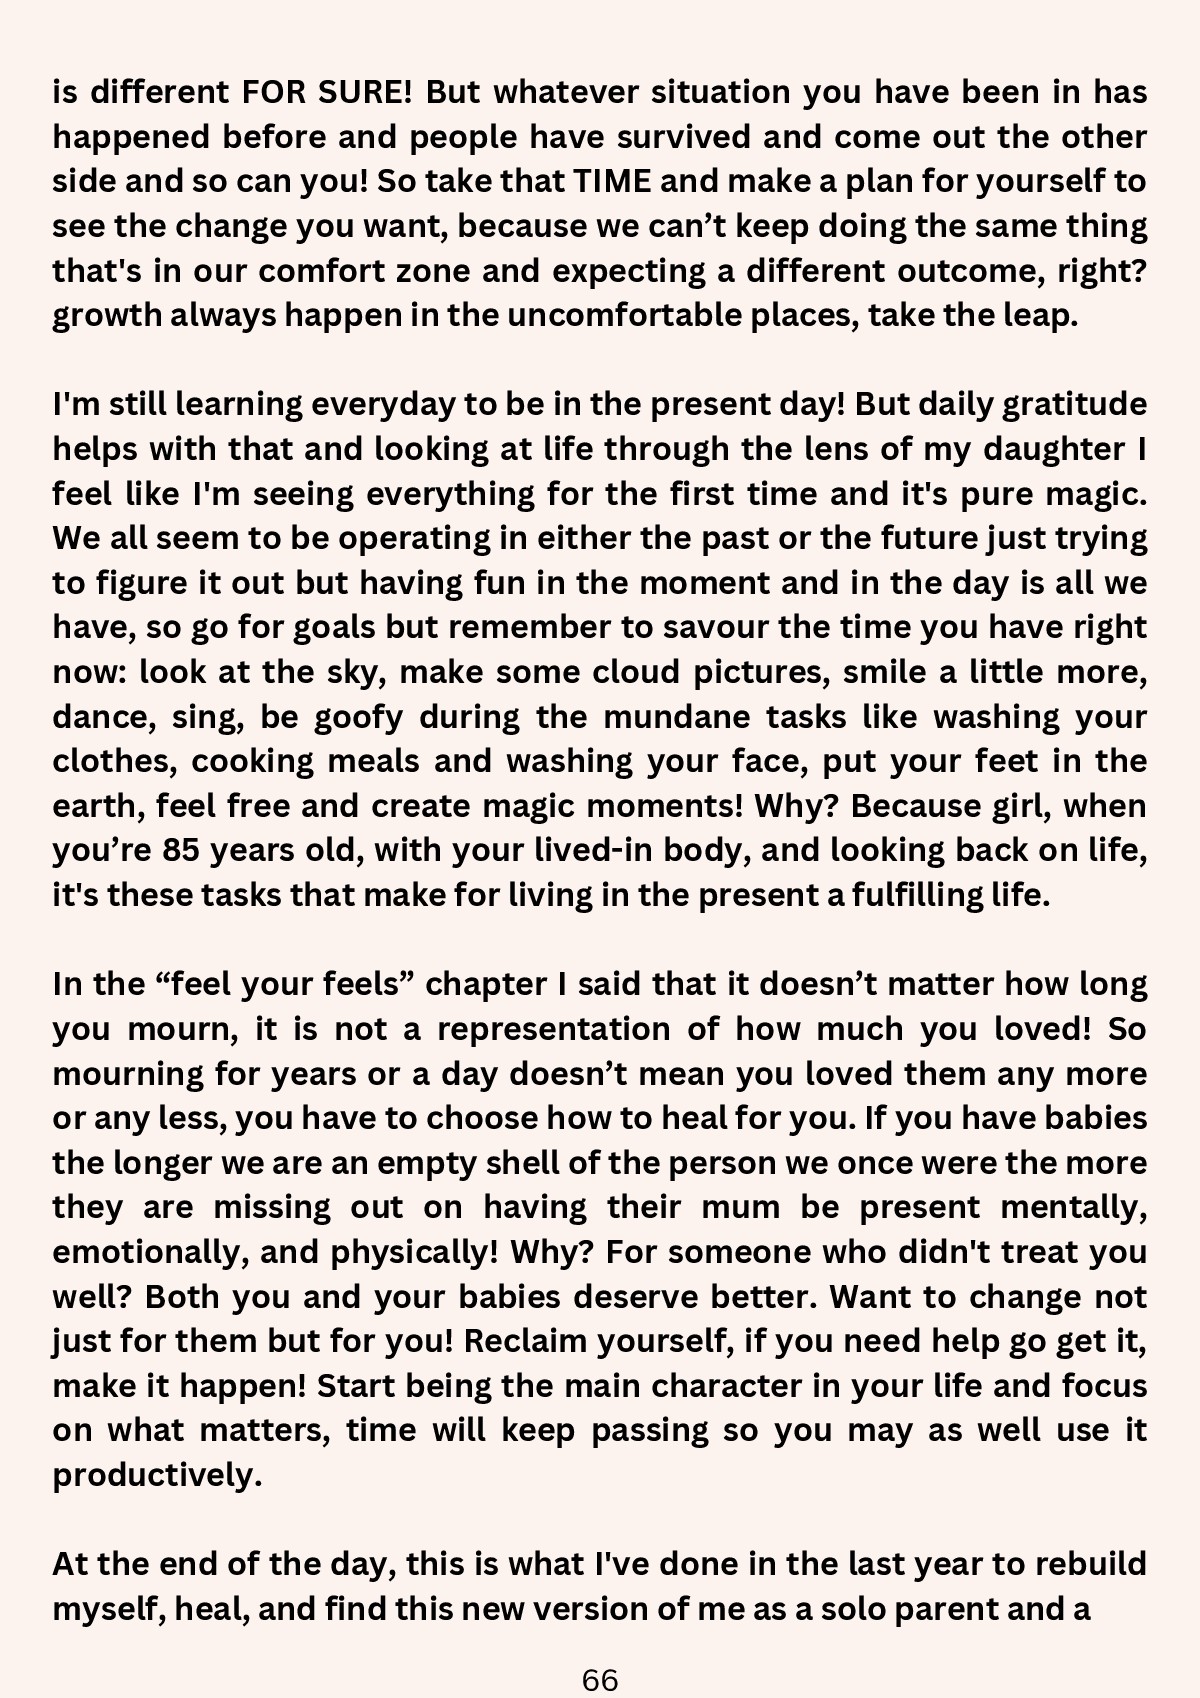 is different FOR SURE! But whatever situation you have been in has
happened before and people have survived and come out the other
side and so can you! So take that TIME and make a plan for yourself to
see the change you want, because we can’t keep doing the same thing
that's in our comfort zone and expecting a different outcome, right?
growth always happen in the uncomfortable places, take the leap.
I'm still learning everyday to be in the present day! But daily gratitude
helps with that and looking at life through the lens of my daughter I
feel like I'm seeing everything for the first time and it's pure magic.
We all seem to be operating in either the past or the future just trying
to figure it out but having fun in the moment and in the day is all we
have, so go for goals but remember to savour the time you have right
now: look at the sky, make some cloud pictures, smile a little more,
dance, sing, be goofy during the mundane tasks like washing your
clothes, cooking meals and washing your face, put your feet in the
earth, feel free and create magic moments! Why? Because girl, when
you’re 85 years old, with your lived-in body, and looking back on life,
it's these tasks that make for living in the present a fulfilling life.
In the “feel your feels” chapter I said that it doesn’t matter how long
you mourn, it is not a representation of how much you loved! So
mourning for years or a day doesn’t mean you loved them any more
or any less, you have to choose how to heal for you. If you have babies
the longer we are an empty shell of the person we once were the more
they are missing out on having their mum be present mentally,
emotionally, and physically! Why? For someone who didn't treat you
well? Both you and your babies deserve better. Want to change not
just for them but for you! Reclaim yourself, if you need help go get it,
make it happen! Start being the main character in your life and focus
on what matters, time will keep passing so you may as well use it
productively.
At the end of the day, this is what I've done in the last year to rebuild
myself, heal, and find this new version of me as a solo parent and a
66